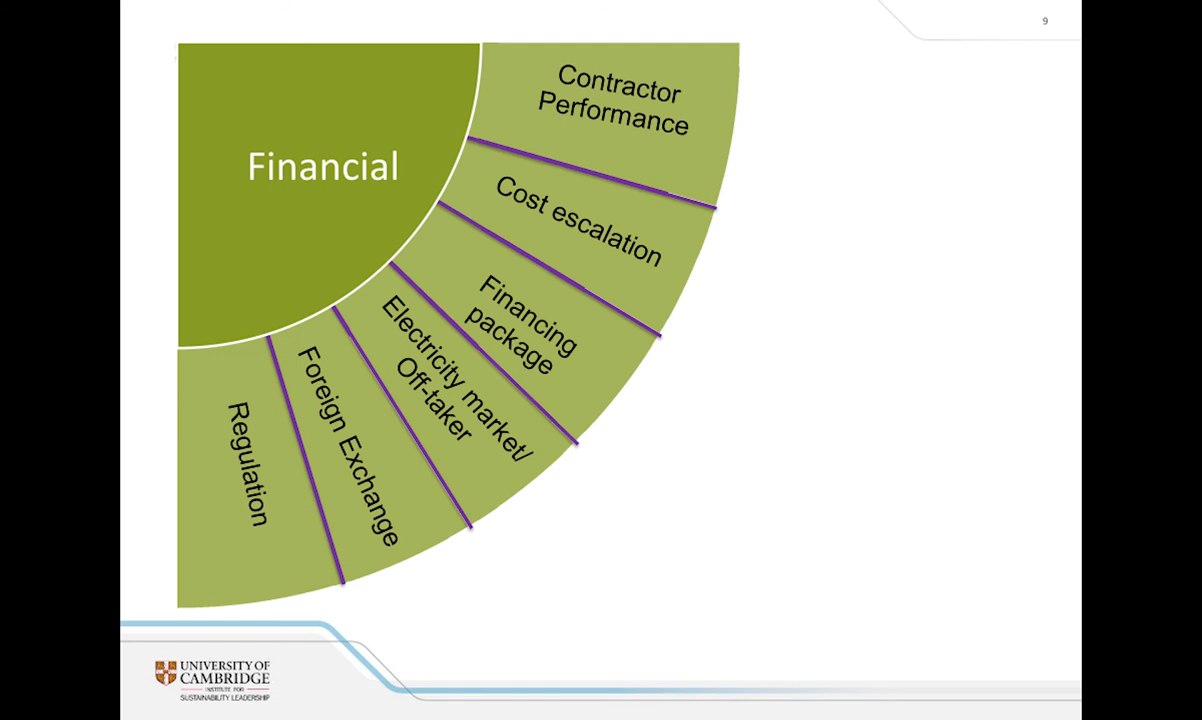 9
Financial
Contractor
Performance
Cost escalation
Financing
package
Electricity market/
Off-taker
Foreign Exchange
Regulation
UNIVERSITY OF
CAMBRIDGE
INSTITUTE FOR
SUSTAINABILITY LEADERSHIP